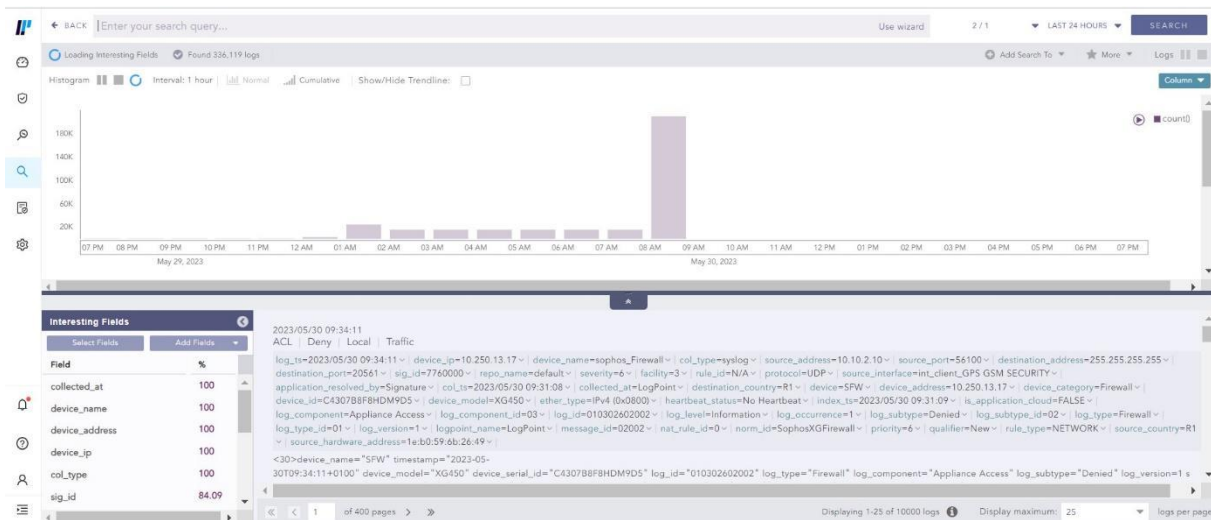 BACK Enter your search query... Use wizard 2 / 1 LAST 24 HOURS SEARCH
Loading Interesting Fields Found 336,119 logs Add Search To More Logs
Histogram Interval: 1 hour Normal Cumulative Show/Hide Trendline: Column
count()
180K
140K
100K
60K
20K
07 PM 08 PM 09 PM 10 PM 11 PM 12 AM 01 AM 02 AM 03 AM 04 AM 05 AM 06 AM 07 AM 08 AM 09 AM 10 AM 11 AM 12 PM 01 PM 02 PM 03 PM 04 PM 05 PM 06 PM 07 PM
May 29, 2023 May 30, 2023
Interesting Fields
Select Fields Add Fields
Field %
collected_at 100
device_name 100
device_address 100
device_ip 100
col_type 100
sig_id 84.09
2023/05/30 09:34:11
ACL | Deny | Local | Traffic
log_ts=2023/05/30 09:34:11 | device_ip=10.250.13.17 | device_name=sophos_Firewall | col_type=syslog | source_address=10.10.2.10 | source_port=56100 | destination_address=255.255.255.255 |
destination_port=20561 | sig_id=7760000 | repo_name=default | severity=6 | facility=3 | rule_id=N/A | protocol=UDP | source_interface=int_client_GPS GSM SECURITY |
application_resolved_by=Signature | col_ts=2023/05/30 09:31:08 | collected_at=LogPoint | destination_country=R1 | device=SFW | device_address=10.250.13.17 | device_category=Firewall |
device_id=C4307B8F8HDM9D5 | device_model=XG450 | ether_type=IPv4 (0x0800) | heartbeat_status=No Heartbeat | index_ts=2023/05/30 09:31:09 | is_application_cloud=FALSE |
log_component=Appliance Access | log_component_id=03 | log_id=010302602002 | log_level=Information | log_occurrence=1 | log_subtype=Denied | log_subtype_id=02 | log_type=Firewall |
log_type_id=01 | log_version=1 | logpoint_name=LogPoint | message_id=02002 | nat_rule_id=0 | norm_id=SophosXGFirewall | priority=6 | qualifier=New | rule_type=NETWORK | source_country=R1
| source_hardware_address=1e:b0:59:6b:26:49 |
<30>device_name="SFW" timestamp="2023-05-
30T09:34:11+0100" device_model="XG450" device_serial_id="C4307B8F8HDM9D5" log_id="010302602002" log_type="Firewall" log_component="Appliance Access" log_subtype="Denied" log_version=1 s
1 of 400 pages Displaying 1-25 of 10000 logs Display maximum: 25 logs per page